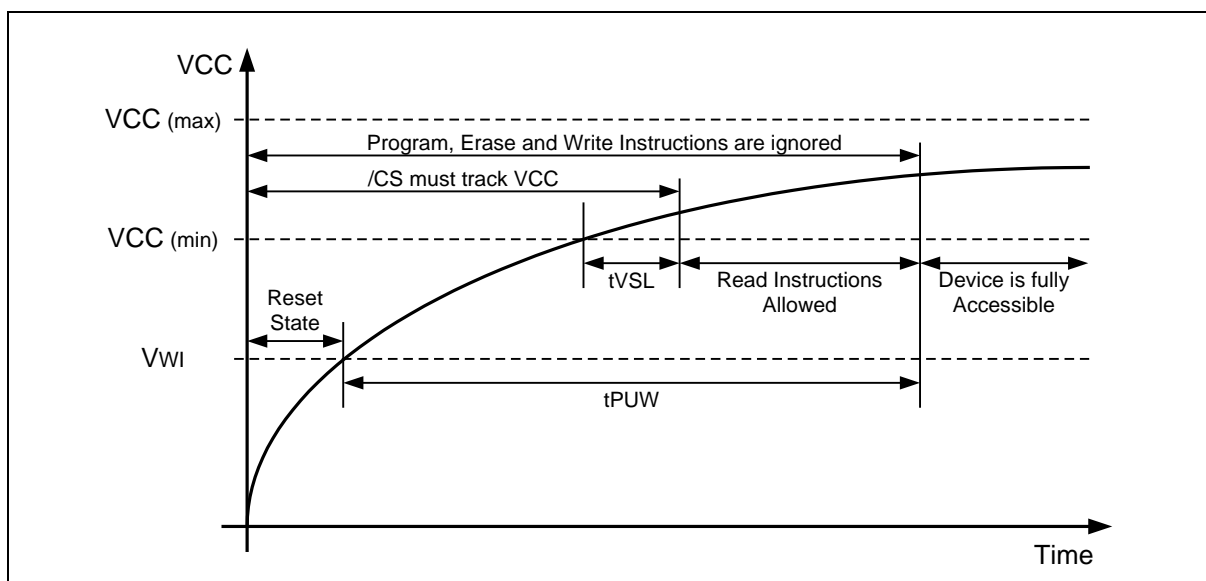 VCC
VCC (max)
Program, Erase and Write Instructions are ignored
/CS must track VCC
VCC (min)
tVSL
Read Instructions
Allowed
Device is fully
Accessible
Reset
State
VWI
tPUW
Time